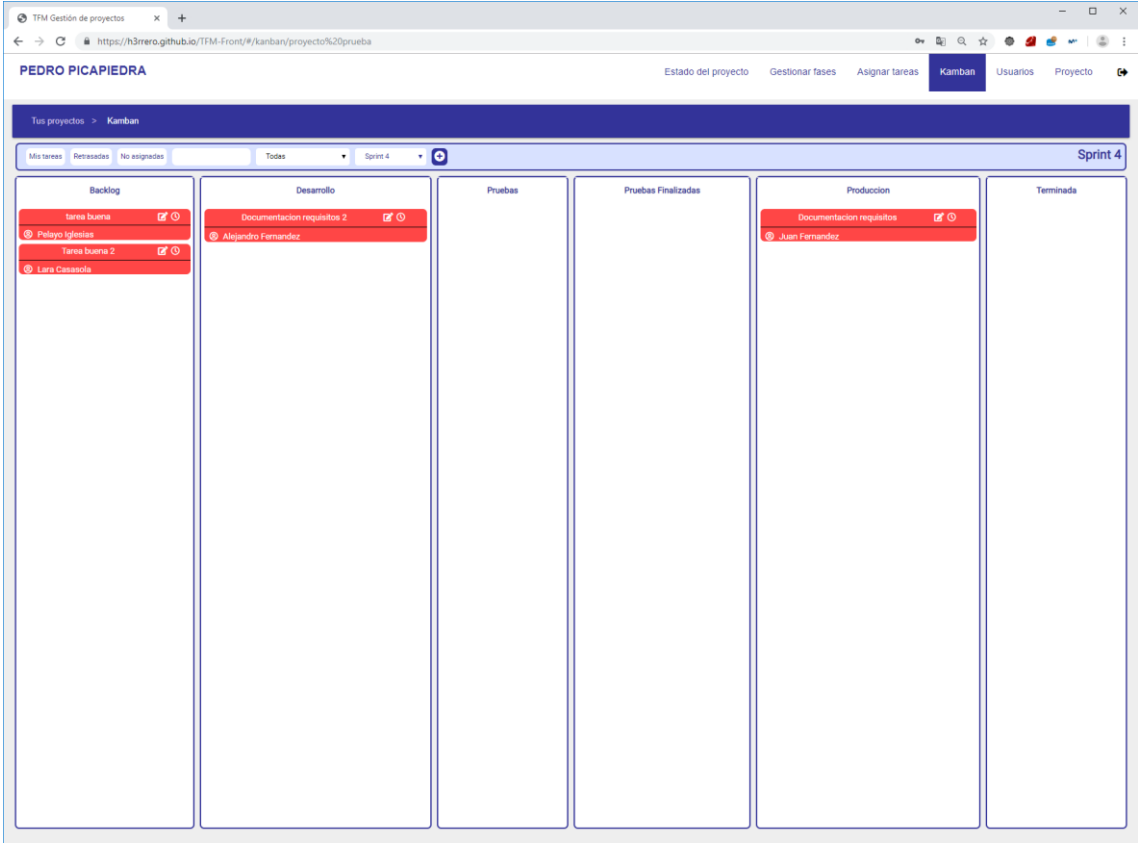 TFM Gestión de proyectos
https://h3rrero.github.io/TFM-Front/#/kanban/proyecto%20prueba
PEDRO PICAPIEDRA
Estado del proyecto Gestionar fases Asignar tareas Kamban Usuarios Proyecto
Tus proyectos > Kamban
Mis tareas Retrasadas No asignadas Todas Sprint 4 Sprint 4
Backlog Desarrollo Pruebas Pruebas Finalizadas Produccion Terminada
tarea buena Documentacion requisitos 2 Documentacion requisitos
Pelayo Iglesias Alejandro Fernandez Juan Fernandez
Tarea buena 2
Lara Casasola